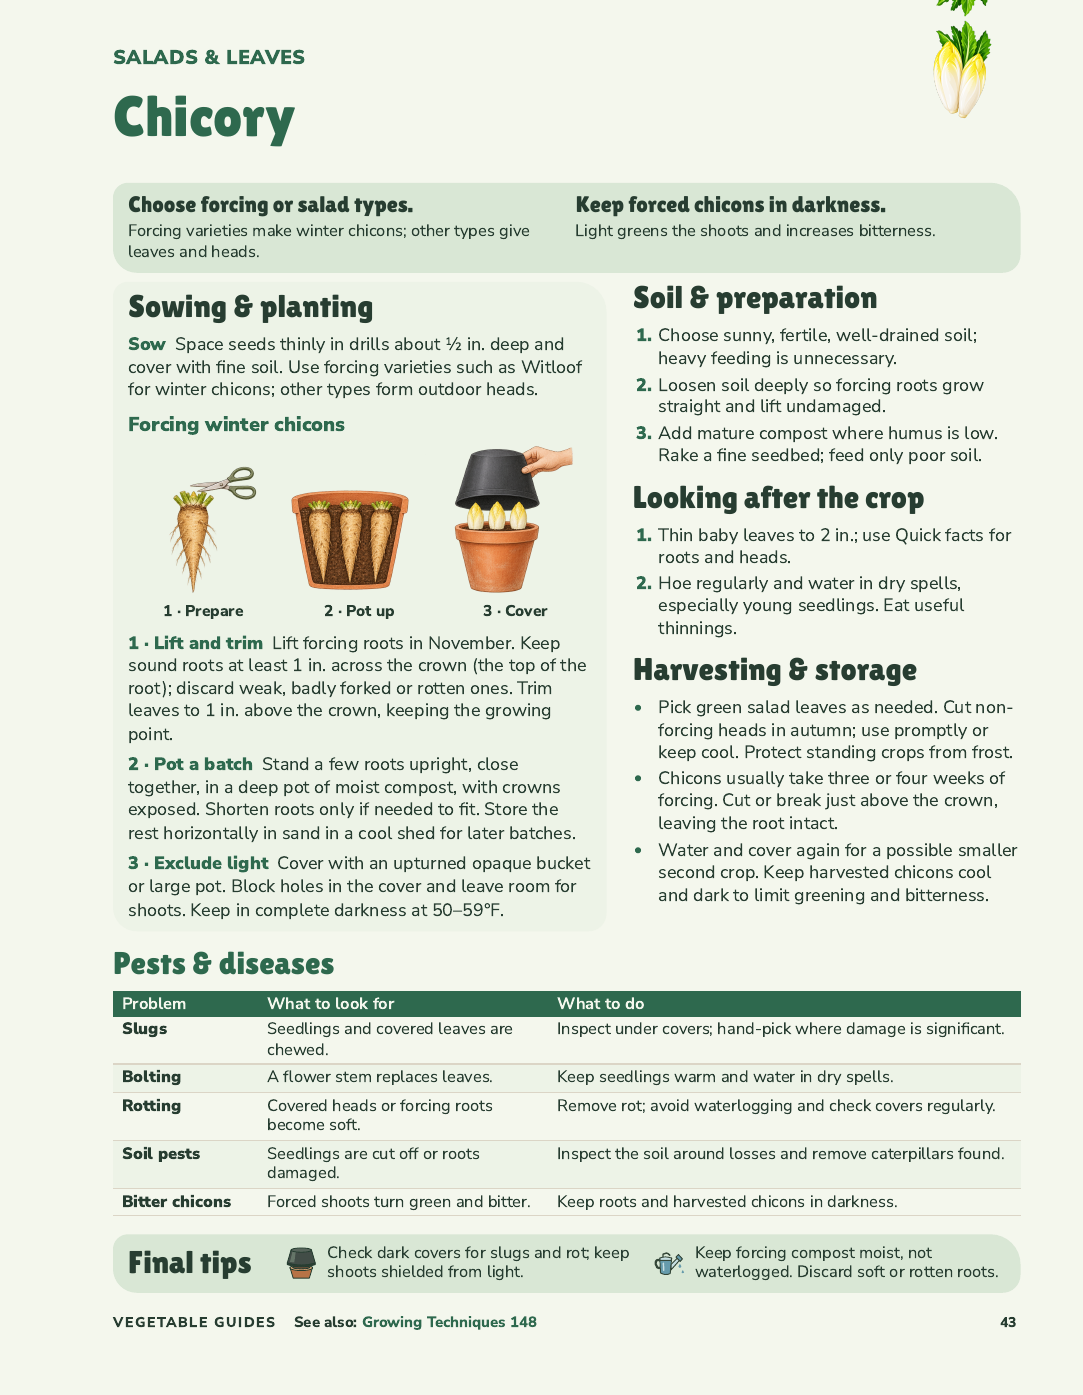 SALADS & LEAVES
Chicory
Choose forcing or salad types.
Forcing varieties make winter chicons; other types give
leaves and heads.
Keep forced chicons in darkness.
Light greens the shoots and increases bitterness.
Sowing & planting
Sow Space seeds thinly in drills about ½ in. deep and
cover with fine soil. Use forcing varieties such as Witloof
for winter chicons; other types form outdoor heads.
Forcing winter chicons
1 · Prepare
2 · Pot up
3 · Cover
1 · Lift and trim Lift forcing roots in November. Keep
sound roots at least 1 in. across the crown (the top of the
root); discard weak, badly forked or rotten ones. Trim
leaves to 1 in. above the crown, keeping the growing
point.
2 · Pot a batch Stand a few roots upright, close
together, in a deep pot of moist compost, with crowns
exposed. Shorten roots only if needed to fit. Store the
rest horizontally in sand in a cool shed for later batches.
3 · Exclude light Cover with an upturned opaque bucket
or large pot. Block holes in the cover and leave room for
shoots. Keep in complete darkness at 50–59°F.
Soil & preparation
1. Choose sunny, fertile, well-drained soil;
heavy feeding is unnecessary.
2. Loosen soil deeply so forcing roots grow
straight and lift undamaged.
3. Add mature compost where humus is low.
Rake a fine seedbed; feed only poor soil.
Looking after the crop
1. Thin baby leaves to 2 in.; use Quick facts for
roots and heads.
2. Hoe regularly and water in dry spells,
especially young seedlings. Eat useful
thinnings.
Harvesting & storage
• Pick green salad leaves as needed. Cut non-
forcing heads in autumn; use promptly or
keep cool. Protect standing crops from frost.
• Chicons usually take three or four weeks of
forcing. Cut or break just above the crown,
leaving the root intact.
• Water and cover again for a possible smaller
second crop. Keep harvested chicons cool
and dark to limit greening and bitterness.
Pests & diseases
Problem What to look for What to do
Slugs Seedlings and covered leaves are Inspect under covers; hand-pick where damage is significant.
chewed.
Bolting A flower stem replaces leaves. Keep seedlings warm and water in dry spells.
Rotting Covered heads or forcing roots Remove rot; avoid waterlogging and check covers regularly.
become soft.
Soil pests Seedlings are cut off or roots Inspect the soil around losses and remove caterpillars found.
damaged.
Bitter chicons Forced shoots turn green and bitter. Keep roots and harvested chicons in darkness.
Final tips
Check dark covers for slugs and rot; keep
shoots shielded from light.
Keep forcing compost moist, not
waterlogged. Discard soft or rotten roots.
VEGETABLE GUIDES See also: Growing Techniques 148 43